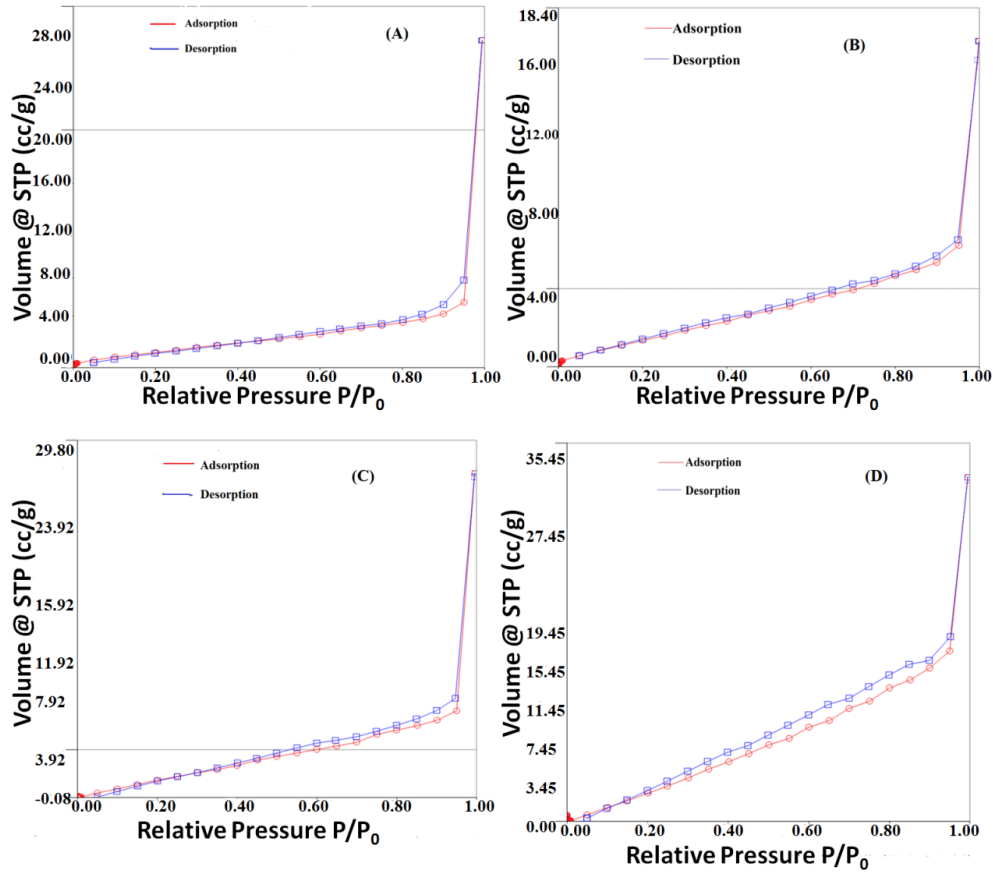 (A)
Adsorption
Desorption
28.00
24.00
20.00
16.00
12.00
8.00
4.00
0.00
Volume @ STP (cc/g)
0.00 0.20 0.40 0.60 0.80 1.00
Relative Pressure P/P0
(B)
Adsorption
Desorption
18.40
16.00
12.00
8.00
4.00
0.00
Volume @ STP (cc/g)
0.00 0.20 0.40 0.60 0.80 1.00
Relative Pressure P/P0
(C)
Adsorption
Desorption
29.80
23.92
15.92
11.92
7.92
3.92
-0.08
Volume @ STP (cc/g)
0.00 0.20 0.40 0.60 0.80 1.00
Relative Pressure P/P0
(D)
Adsorption
Desorption
35.45
27.45
19.45
15.45
11.45
7.45
3.45
0.00
Volume @ STP (cc/g)
0.00 0.20 0.40 0.60 0.80 1.00
Relative Pressure P/P0